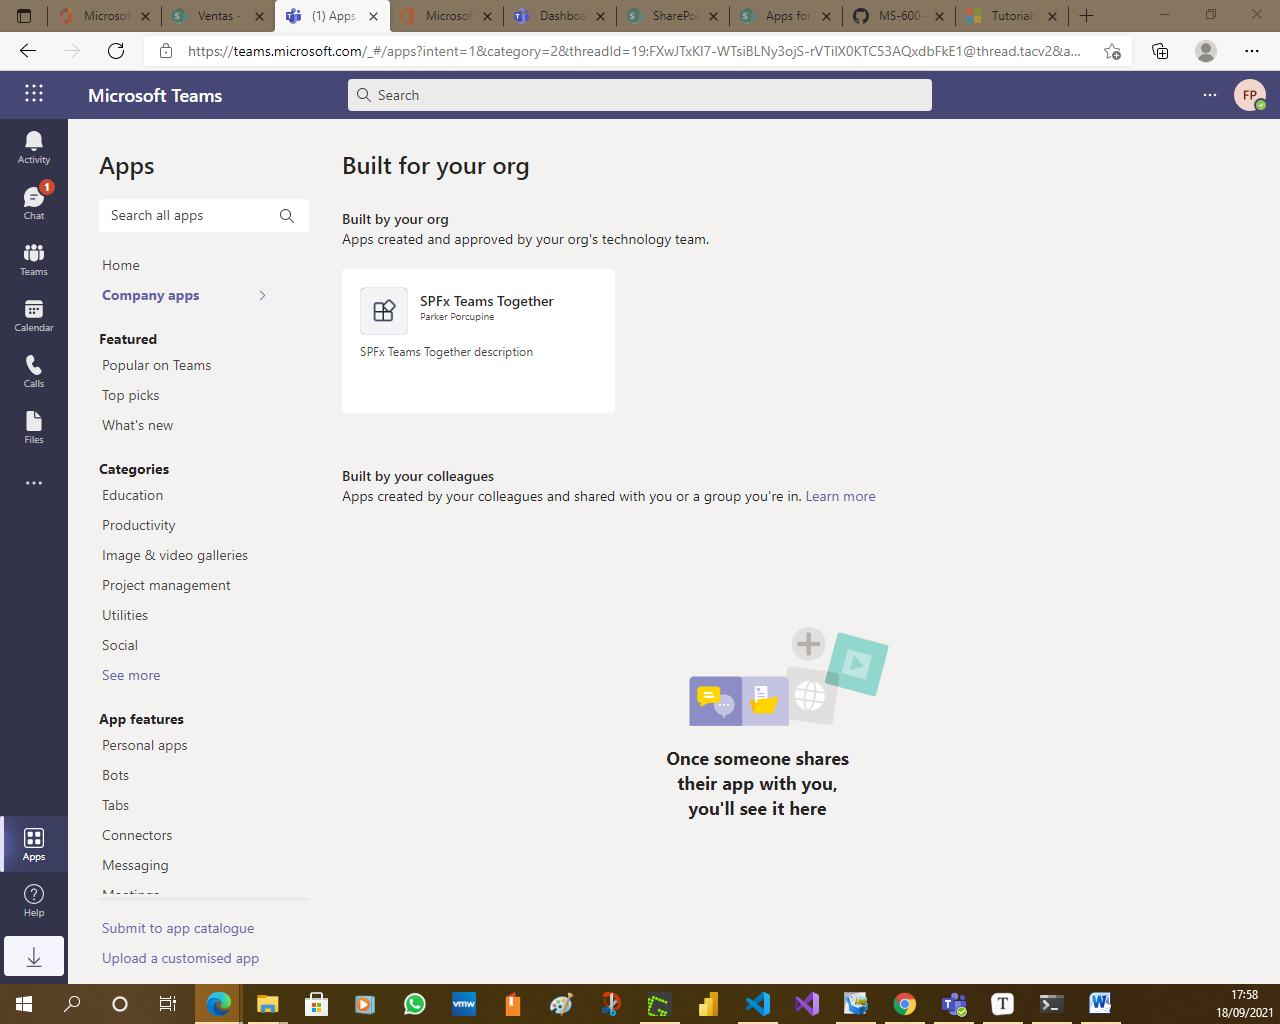 Microsof
Ventas -
(1) Apps
Microsof
Dashboa
SharePoi
Apps for
MS-600-
Tutorial:
https://teams.microsoft.com/_#/apps?intent=1&category=2&threadId=19:FXwJTxKI7-WTsiBLNy3ojS-rVTiIX0KTC53AQxdbFkE1@thread.tacv2&a...
Microsoft Teams
Search
FP
Activity
1
Chat
Teams
Calendar
Calls
Files
Apps
Help
Apps
Search all apps
Home
Company apps
Featured
Popular on Teams
Top picks
What's new
Categories
Education
Productivity
Image & video galleries
Project management
Utilities
Social
See more
App features
Personal apps
Bots
Tabs
Connectors
Messaging
Meetings
Submit to app catalogue
Upload a customised app
Built for your org
Built by your org
Apps created and approved by your org's technology team.
SPFx Teams Together
Parker Porcupine
SPFx Teams Together description
Built by your colleagues
Apps created by your colleagues and shared with you or a group you're in. Learn more
Once someone shares
their app with you,
you'll see it here
vmw
T
17:58
18/09/2021